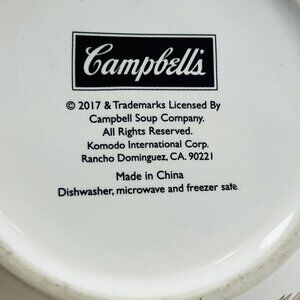 Campbell's
© 2017 & Trademarks Licensed By
Campbell Soup Company.
All Rights Reserved.
Komodo International Corp.
Rancho Dominguez, CA. 90221
Made in China
Dishwasher, microwave and freezer safe.